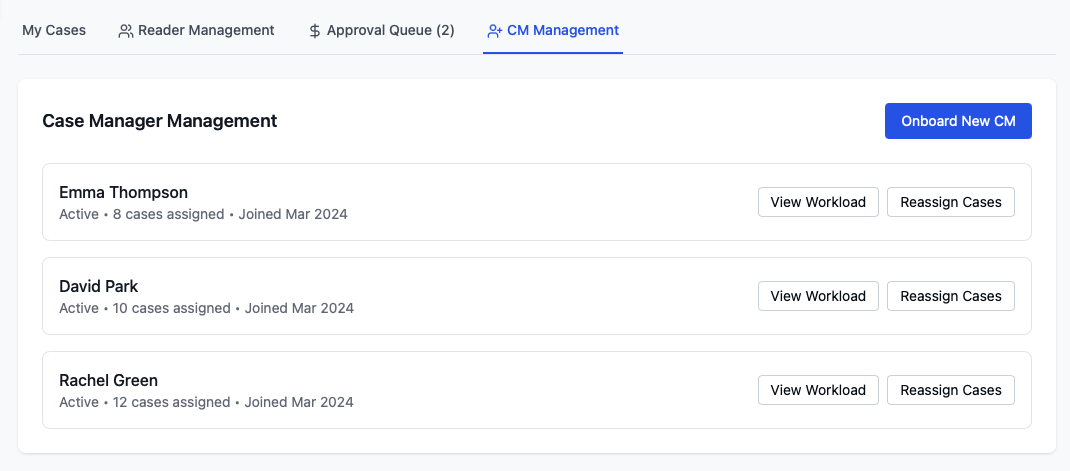 My Cases Reader Management Approval Queue (2) CM Management
Case Manager Management Onboard New CM
Emma Thompson
Active • 8 cases assigned • Joined Mar 2024
View Workload Reassign Cases
David Park
Active • 10 cases assigned • Joined Mar 2024
View Workload Reassign Cases
Rachel Green
Active • 12 cases assigned • Joined Mar 2024
View Workload Reassign Cases